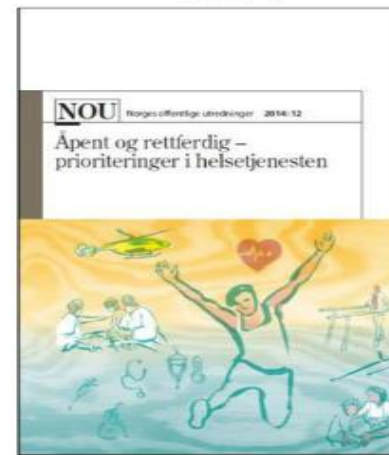 NOU Norges offentlige utredninger 2014: 12
Åpent og rettferdig –
prioriteringer i helsetjenesten